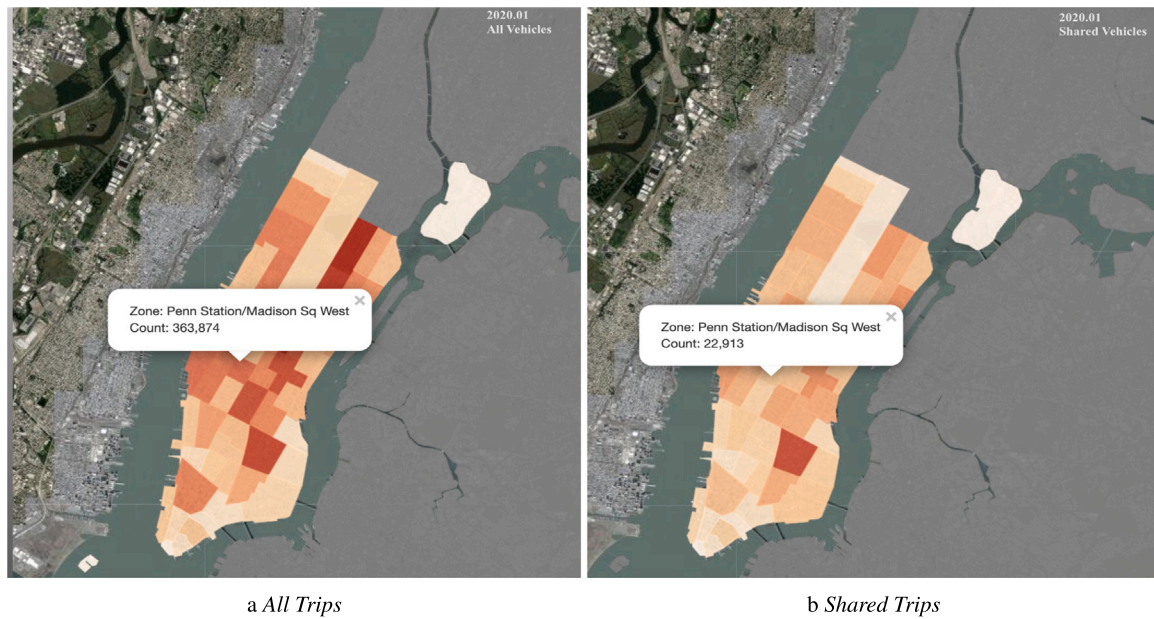 2020.01
All Vehicles
Zone: Penn Station/Madison Sq West
Count: 363,874
×
a All Trips
2020.01
Shared Vehicles
Zone: Penn Station/Madison Sq West
Count: 22,913
×
b Shared Trips